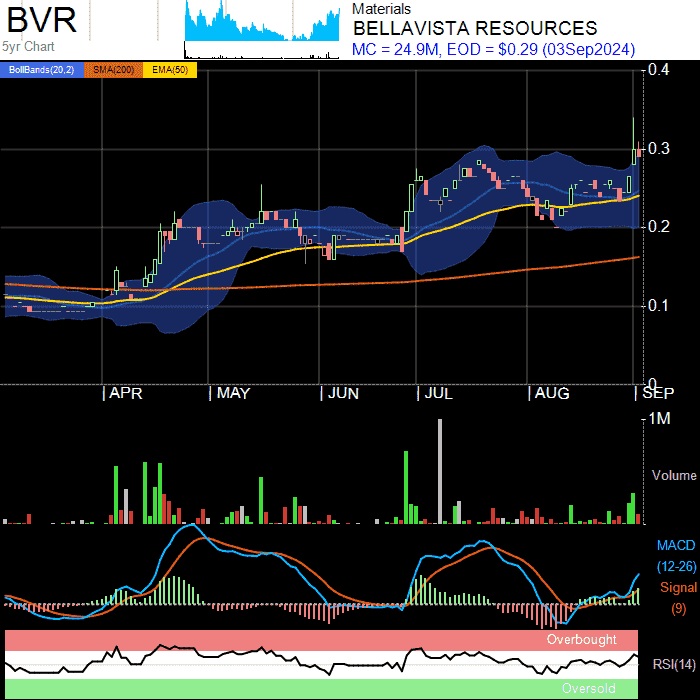 BVR
5yr Chart
Materials
BELLAVISTA RESOURCES
MC = 24.9M, EOD = $0.29 (03Sep2024)
BollBands(20,2) SMA(200) EMA(50)
0.4
0.3
0.2
0.1
0
APR MAY JUN JUL AUG SEP
1M
Volume
MACD
(12-26)
Signal
(9)
Overbought
RSI(14)
Oversold